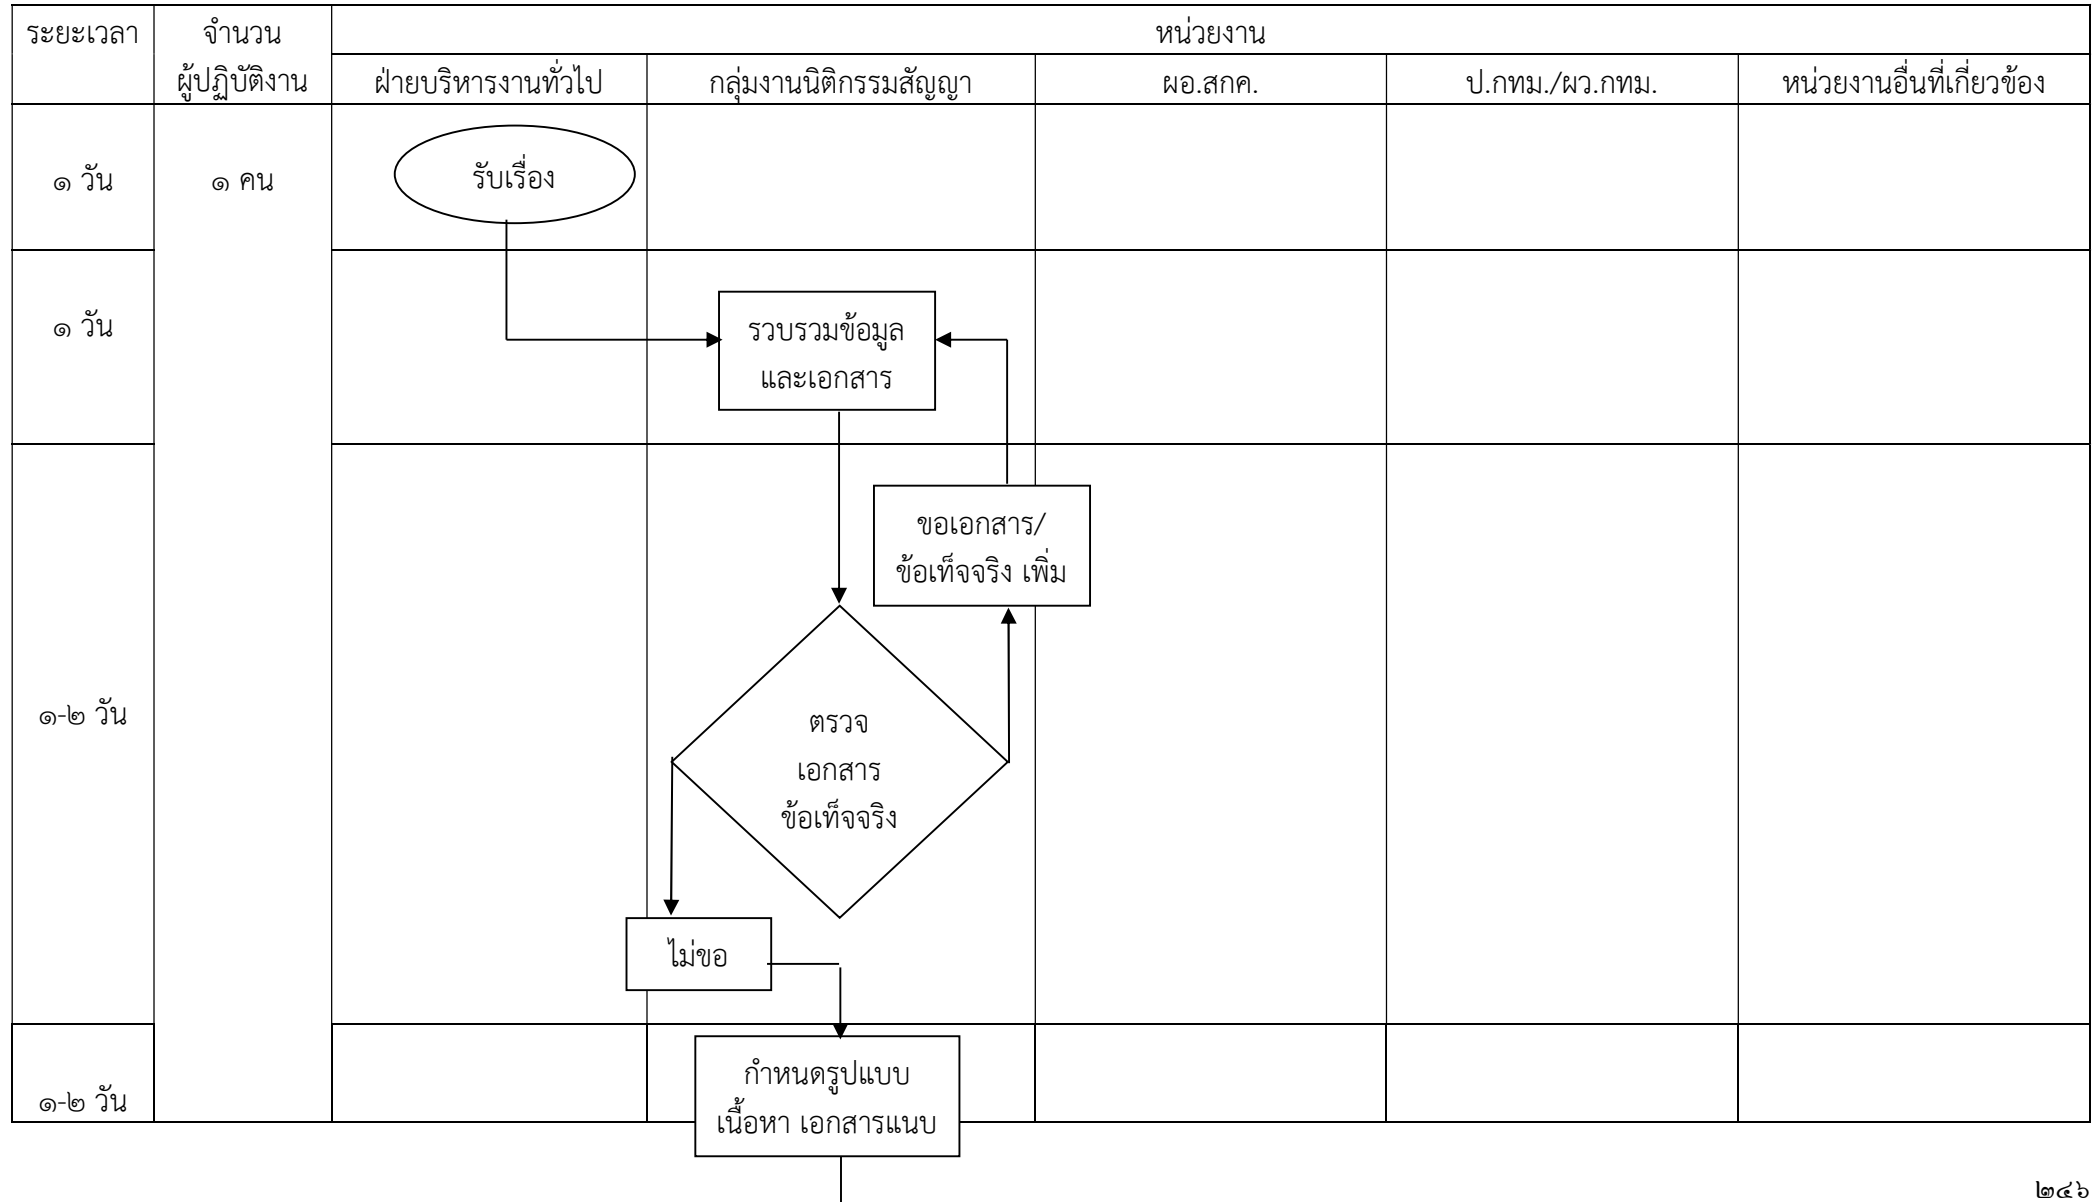 ระยะเวลา
จำนวน
ผู้ปฏิบัติงาน
หน่วยงาน
ฝ่ายบริหารงานทั่วไป
กลุ่มงานนิติกรรมสัญญา
ผอ.สกค.
ป.กทม./ผว.กทม.
หน่วยงานอื่นที่เกี่ยวข้อง
๑ วัน
๑ คน
รับเรื่อง
๑ วัน
รวบรวมข้อมูล
และเอกสาร
๑-๒ วัน
ขอเอกสาร/
ข้อเท็จจริง เพิ่ม
ตรวจ
เอกสาร
ข้อเท็จจริง
ไม่ขอ
๑-๒ วัน
กำหนดรูปแบบ
เนื้อหา เอกสารแนบ
๒๔๖